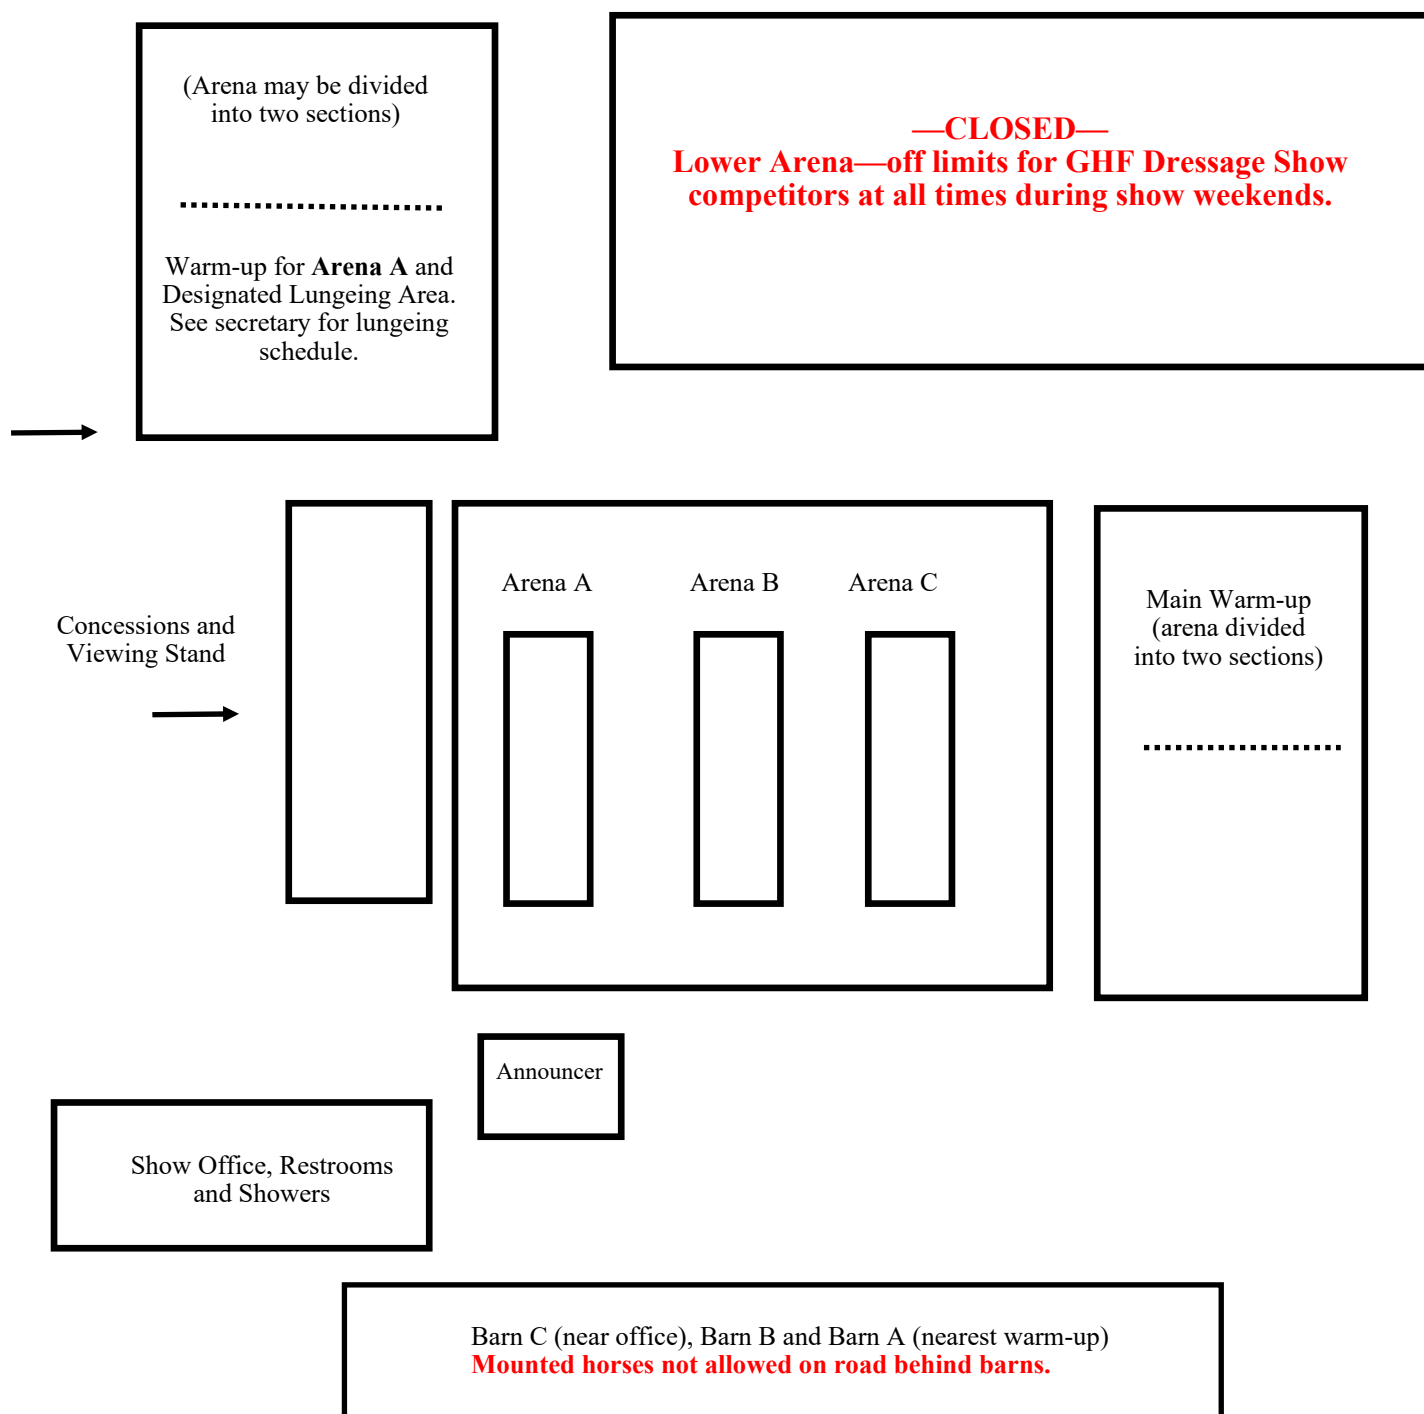 (Arena may be divided
into two sections)
Warm-up for Arena A and
Designated Lungeing Area.
See secretary for lungeing
schedule.
—CLOSED—
Lower Arena—off limits for GHF Dressage Show
competitors at all times during show weekends.
Concessions and
Viewing Stand
Arena A
Arena B
Arena C
Main Warm-up
(arena divided
into two sections)
Announcer
Show Office, Restrooms
and Showers
Barn C (near office), Barn B and Barn A (nearest warm-up)
Mounted horses not allowed on road behind barns.